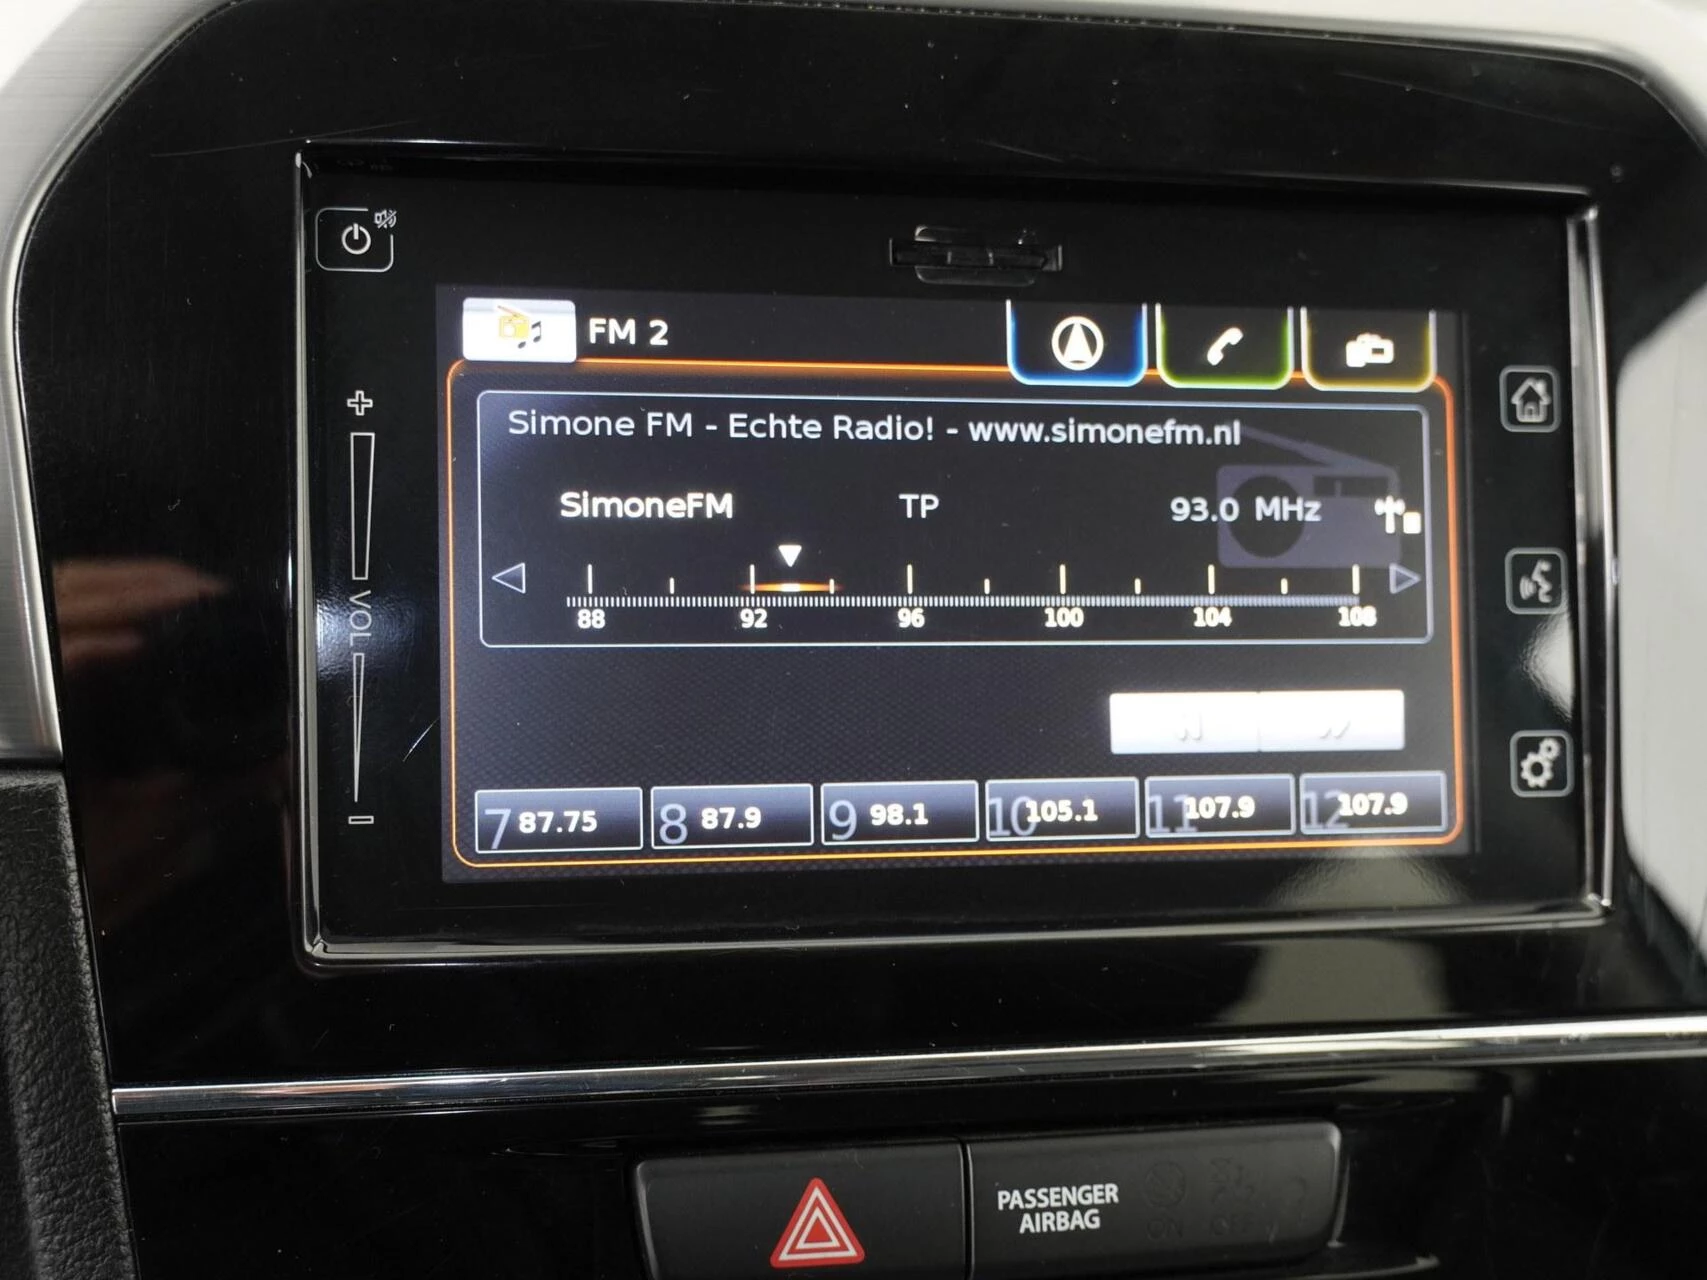 FM 2
Simone FM - Echte Radio! - www.simonefm.nl
SimoneFM TP 93.0 MHz
88 92 96 100 104 108
+
VOL
-
7 87.75 8 87.9 9 98.1 10 105.1 11 107.9 12 107.9
PASSENGER
AIRBAG
ON OFF